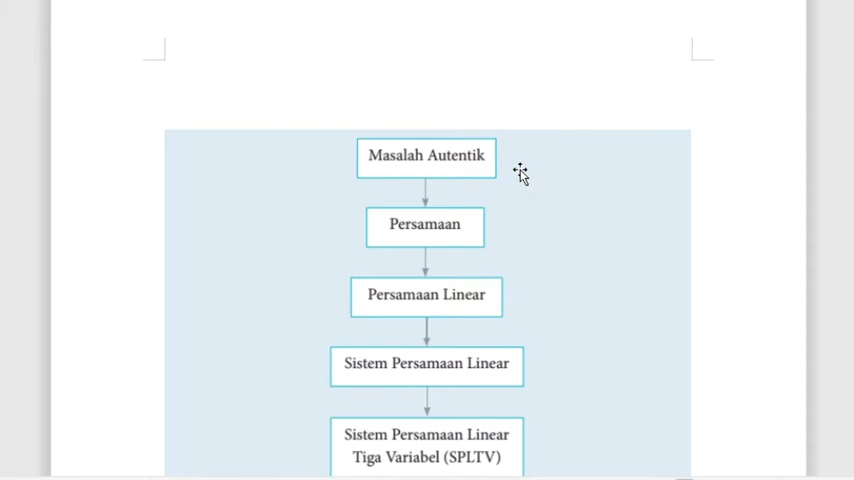 Masalah Autentik
Persamaan
Persamaan Linear
Sistem Persamaan Linear
Sistem Persamaan Linear
Tiga Variabel (SPLTV)